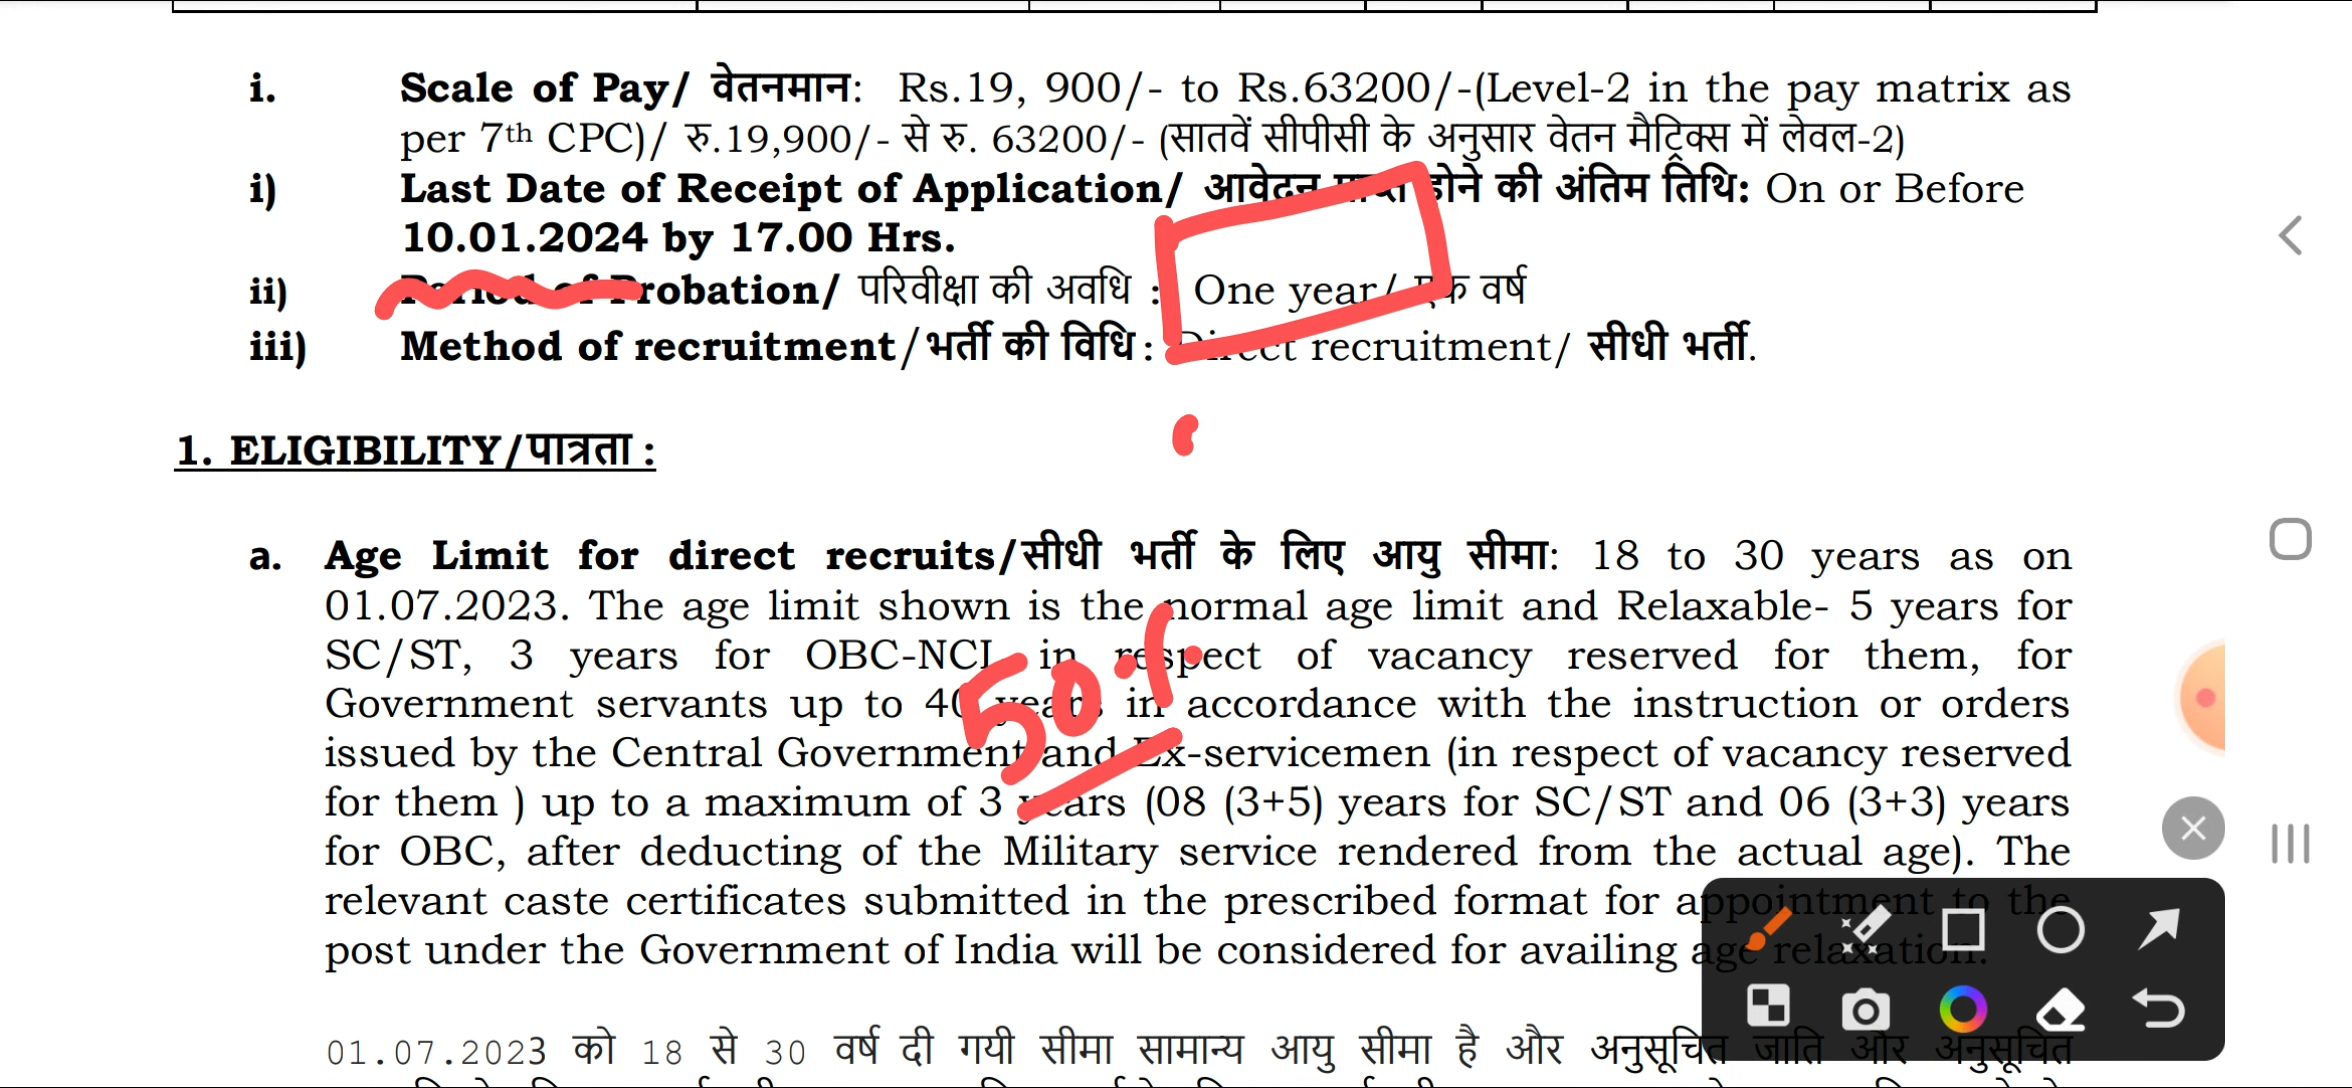 i. Scale of Pay/ वेतनमान: Rs.19, 900/- to Rs.63200/-(Level-2 in the pay matrix as
per 7th CPC)/ रु.19,900/- से रु. 63200/- (सातवें सीपीसी के अनुसार वेतन मैट्रिक्स में लेवल-2)
i) Last Date of Receipt of Application/ आवेदन प्राप्त होने की अंतिम तिथि: On or Before
10.01.2024 by 17.00 Hrs.
ii) Period of Probation/ परिवीक्षा की अवधि : One year/ एक वर्ष
iii) Method of recruitment/भर्ती की विधि: Direct recruitment/ सीधी भर्ती.
1. ELIGIBILITY/पात्रता :
a. Age Limit for direct recruits/सीधी भर्ती के लिए आयु सीमा: 18 to 30 years as on
01.07.2023. The age limit shown is the normal age limit and Relaxable- 5 years for
SC/ST, 3 years for OBC-NCL in respect of vacancy reserved for them, for
Government servants up to 40 years in accordance with the instruction or orders
50%
issued by the Central Government and Ex-servicemen (in respect of vacancy reserved
for them ) up to a maximum of 3 years (08 (3+5) years for SC/ST and 06 (3+3) years
for OBC, after deducting of the Military service rendered from the actual age). The
relevant caste certificates submitted in the prescribed format for appointment to the
post under the Government of India will be considered for availing age relaxation.
01.07.2023 को 18 से 30 वर्ष दी गयी सीमा सामान्य आयु सीमा है और अनुसूचित जाति और अनुसूचित